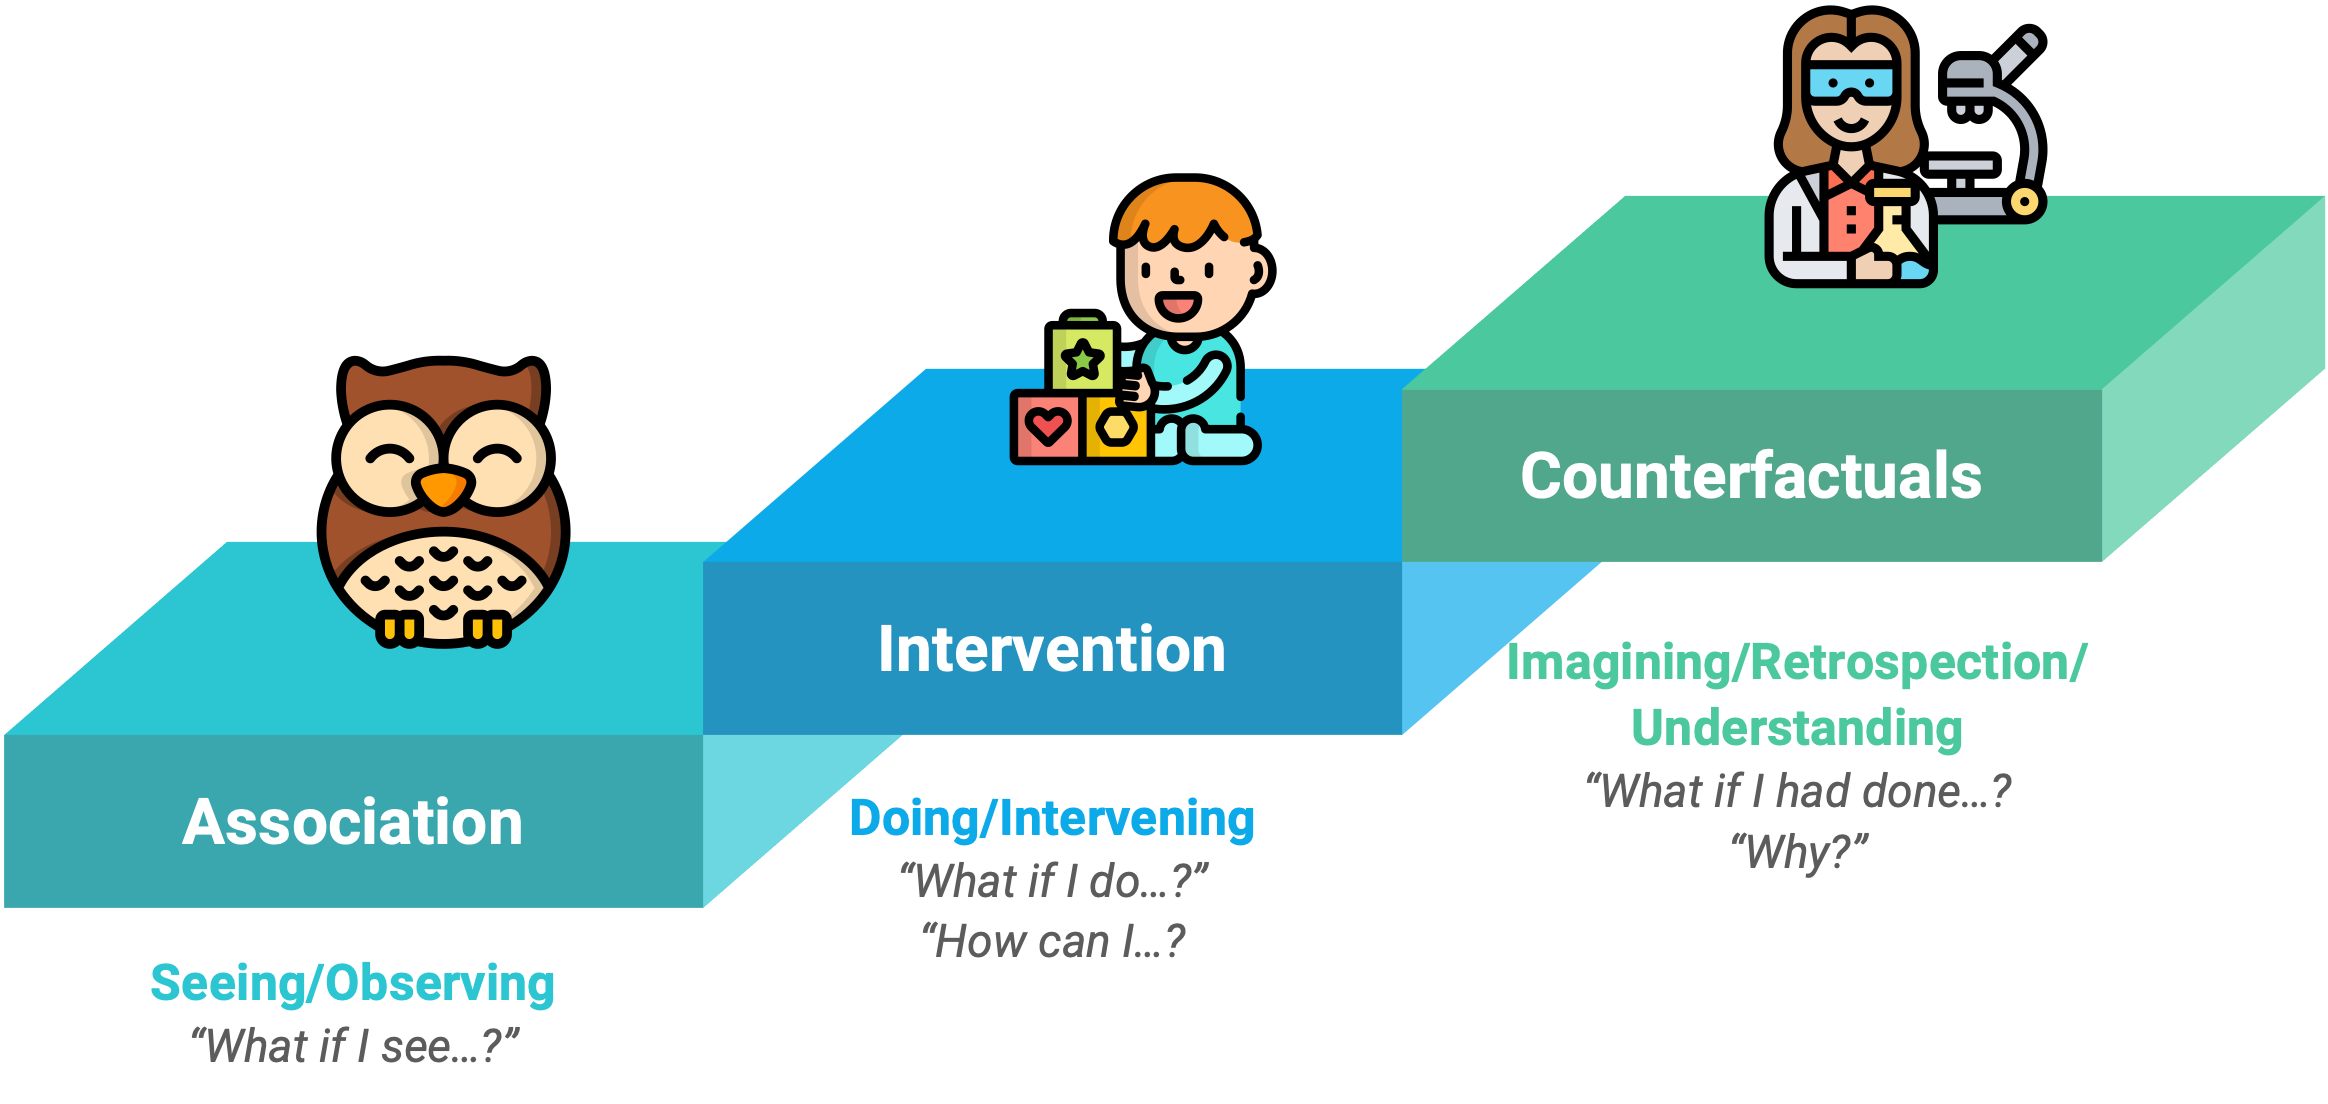 Association
Seeing/Observing
“What if I see...?”
Intervention
Doing/Intervening
“What if I do...?”
“How can I...?
Counterfactuals
Imagining/Retrospection/
Understanding
“What if I had done...?
“Why?”